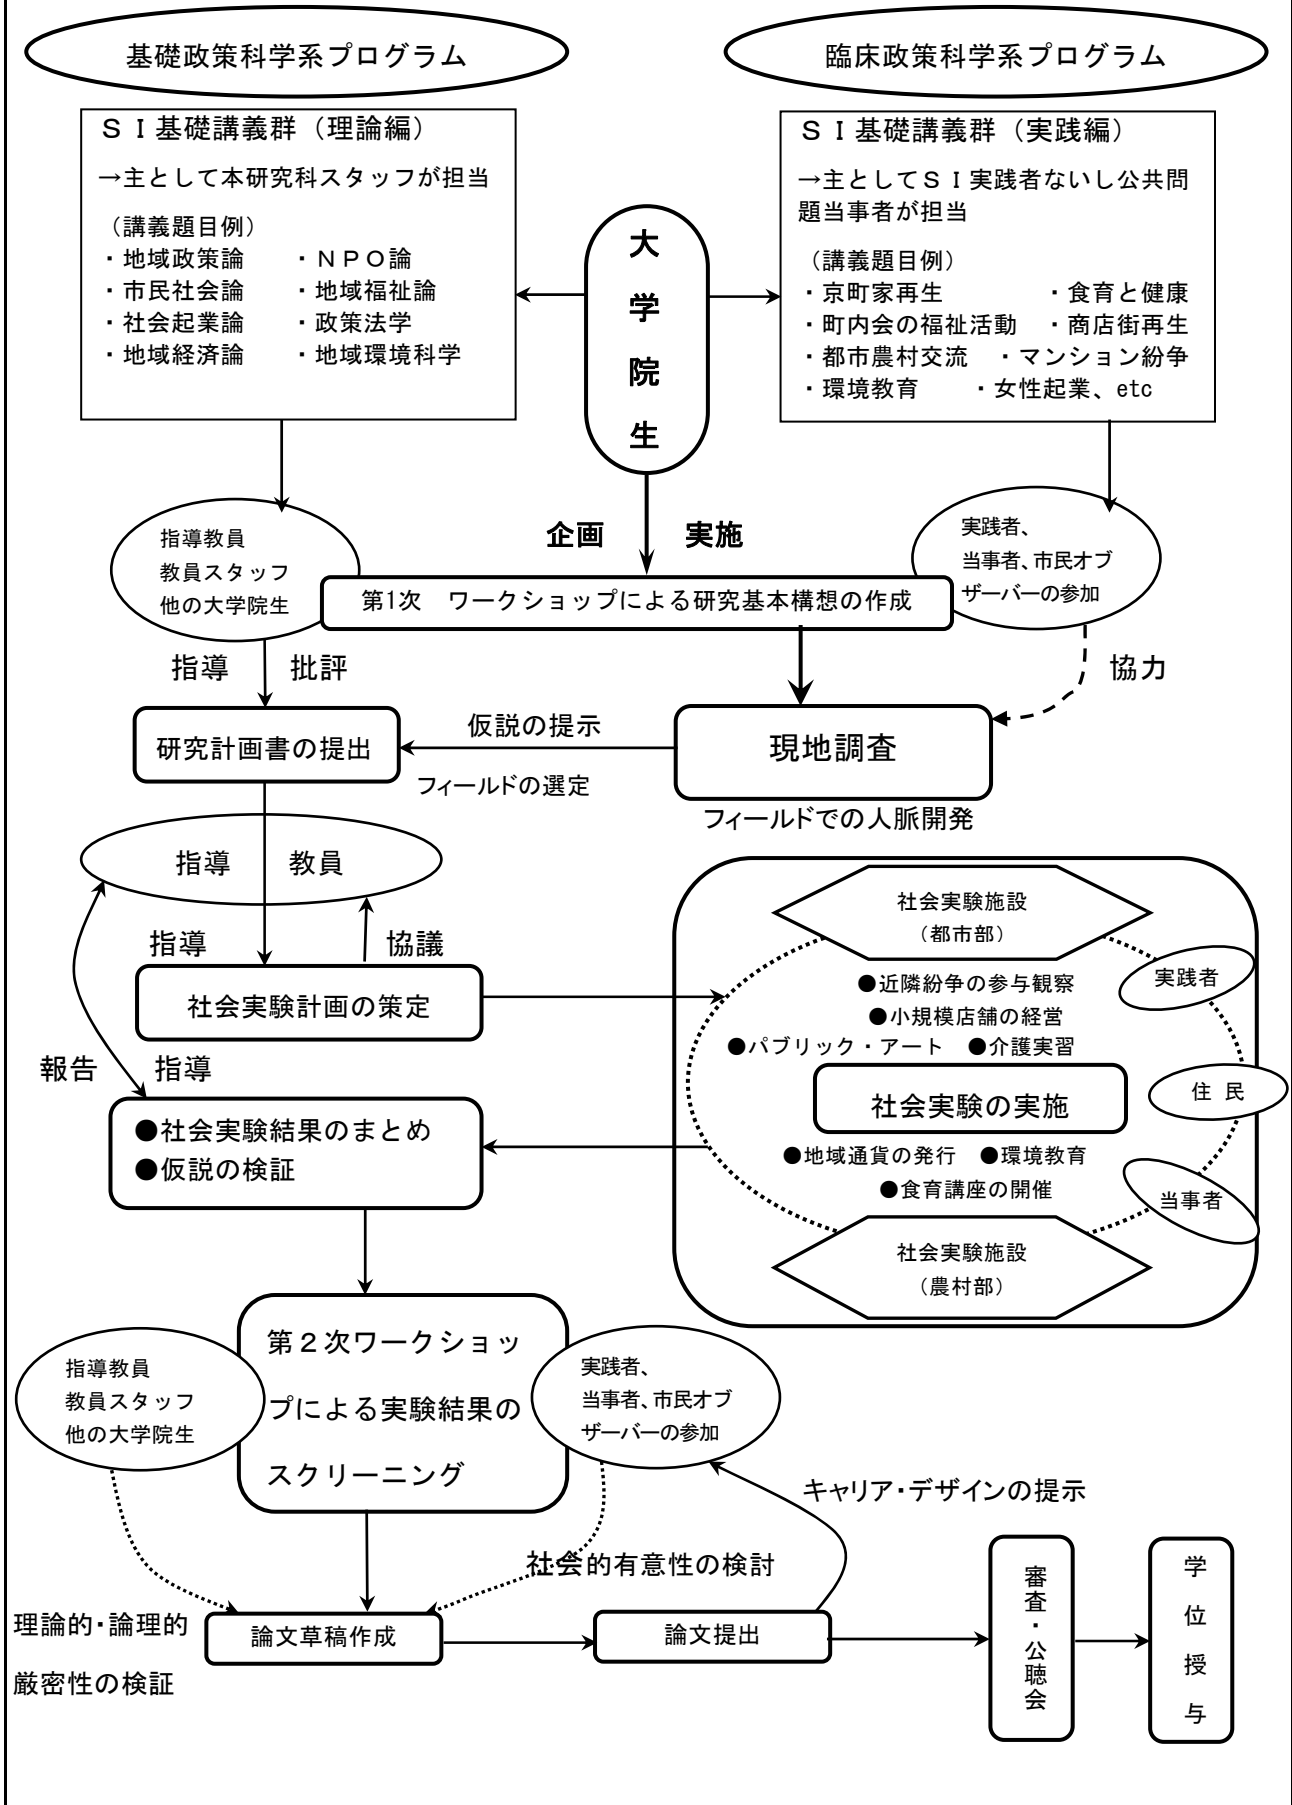 基礎政策科学系プログラム
臨床政策科学系プログラム
ＳＩ基礎講義群（理論編）
→主として本研究科スタッフが担当
（講義題目例）
・地域政策論　・ＮＰＯ論
・市民社会論　・地域福祉論
・社会起業論　・政策法学
・地域経済論　・地域環境科学
大学院生
ＳＩ基礎講義群（実践編）
→主としてＳＩ実践者ないし公共問
題当事者が担当
（講義題目例）
・京町家再生　・食育と健康
・町内会の福祉活動　・商店街再生
・都市農村交流　・マンション紛争
・環境教育　・女性起業、etc
企画　実施
指導教員
教員スタッフ
他の大学院生
第1次　ワークショップによる研究基本構想の作成
実践者、
当事者、市民オブ
ザーバーの参加
指導　批評
協力
研究計画書の提出
仮説の提示
フィールドの選定
現地調査
フィールドでの人脈開発
指導　教員
指導　協議
社会実験計画の策定
報告　指導
●社会実験結果のまとめ
●仮説の検証
社会実験施設
（都市部）
●近隣紛争の参与観察
●小規模店舗の経営
●パブリック・アート　●介護実習
社会実験の実施
●地域通貨の発行　●環境教育
●食育講座の開催
社会実験施設
（農村部）
実践者
住 民
当事者
第２次ワークショッ
プによる実験結果の
スクリーニング
指導教員
教員スタッフ
他の大学院生
実践者、
当事者、市民オブ
ザーバーの参加
キャリア・デザインの提示
社会的有意性の検討
理論的・論理的
厳密性の検証
論文草稿作成
論文提出
審査・公聴会
学位授与